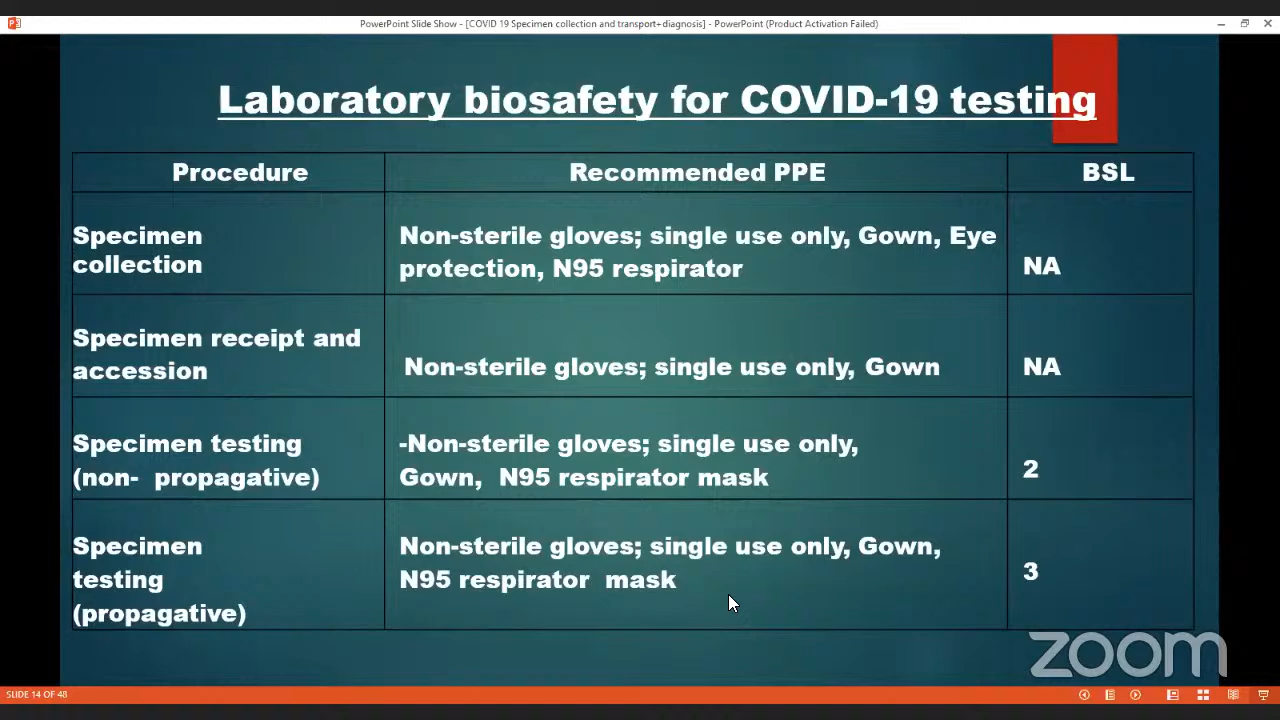 PowerPoint Slide Show - [COVID 19 Specimen collection and transport+diagnosis] - PowerPoint (Product Activation Failed)
Laboratory biosafety for COVID-19 testing
Procedure
Recommended PPE
BSL
Specimen
collection
Non-sterile gloves; single use only, Gown, Eye
protection, N95 respirator
NA
Specimen receipt and
accession
Non-sterile gloves; single use only, Gown
NA
Specimen testing
(non- propagative)
-Non-sterile gloves; single use only,
Gown, N95 respirator mask
2
Specimen
testing
(propagative)
Non-sterile gloves; single use only, Gown,
N95 respirator mask
3
zoom
SLIDE 14 OF 48